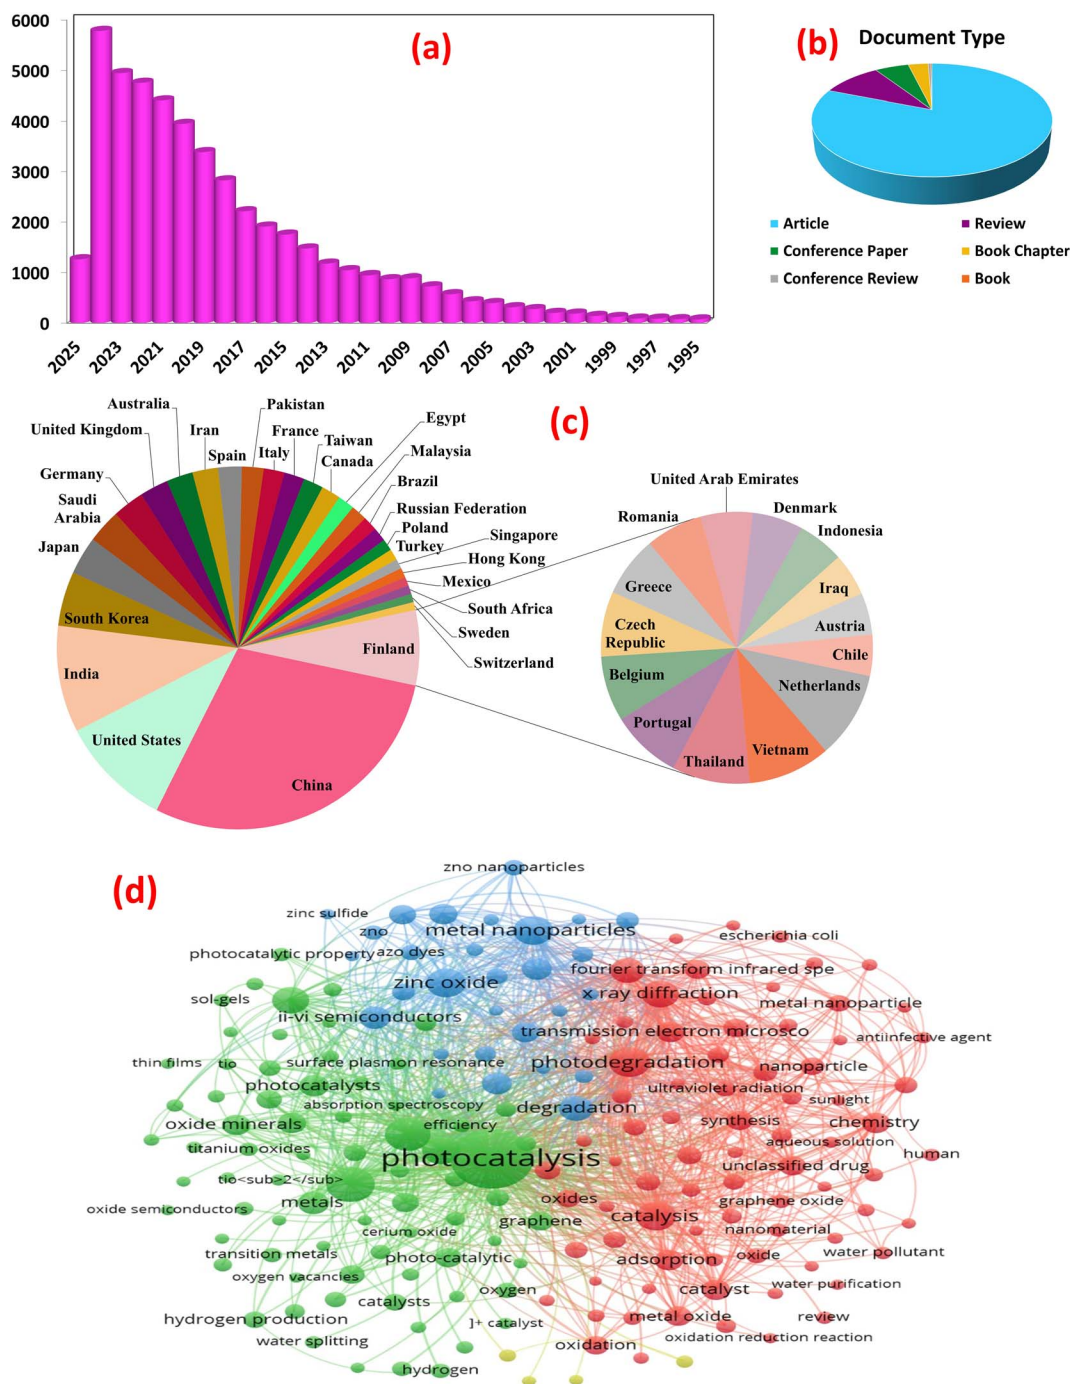 (a)
6000
5000
4000
3000
2000
1000
0
2025
2023
2021
2019
2017
2015
2013
2011
2009
2007
2005
2003
2001
1999
1997
1995
(b)
Document Type
Article
Review
Conference Paper
Book Chapter
Conference Review
Book
(c)
Australia
Pakistan
United Kingdom
Iran
France
Egypt
Spain
Italy
Taiwan
Germany
Canada
Malaysia
Saudi
Arabia
Brazil
Japan
Russian Federation
Poland
Turkey
Singapore
Hong Kong
Mexico
South Korea
South Africa
Sweden
Finland
Switzerland
India
United States
China
United Arab Emirates
Romania
Denmark
Indonesia
Greece
Iraq
Czech
Republic
Austria
Chile
Belgium
Netherlands
Portugal
Vietnam
Thailand
(d)
zno nanoparticles
zinc sulfide
zno
metal nanoparticles
escherichia coli
photocatalytic property
azo dyes
fourier transform infrared spe
zinc oxide
x ray diffraction
sol-gels
metal nanoparticle
ii-vi semiconductors
transmission electron microsco
antiinfective agent
thin films
tio
surface plasmon resonance
photodegradation
nanoparticle
photocatalysts
ultraviolet radiation
sunlight
absorption spectroscopy
degradation
oxide minerals
efficiency
synthesis
chemistry
titanium oxides
aqueous solution
photocatalysis
unclassified drug
human
tio<sub>2</sub>
metals
oxides
graphene oxide
oxide semiconductors
graphene
catalysis
cerium oxide
nanomaterial
transition metals
photo-catalytic
adsorption
oxide
water pollutant
oxygen vacancies
oxygen
catalyst
water purification
catalysts
hydrogen production
]+ catalyst
metal oxide
review
water splitting
oxidation
oxidation reduction reaction
hydrogen